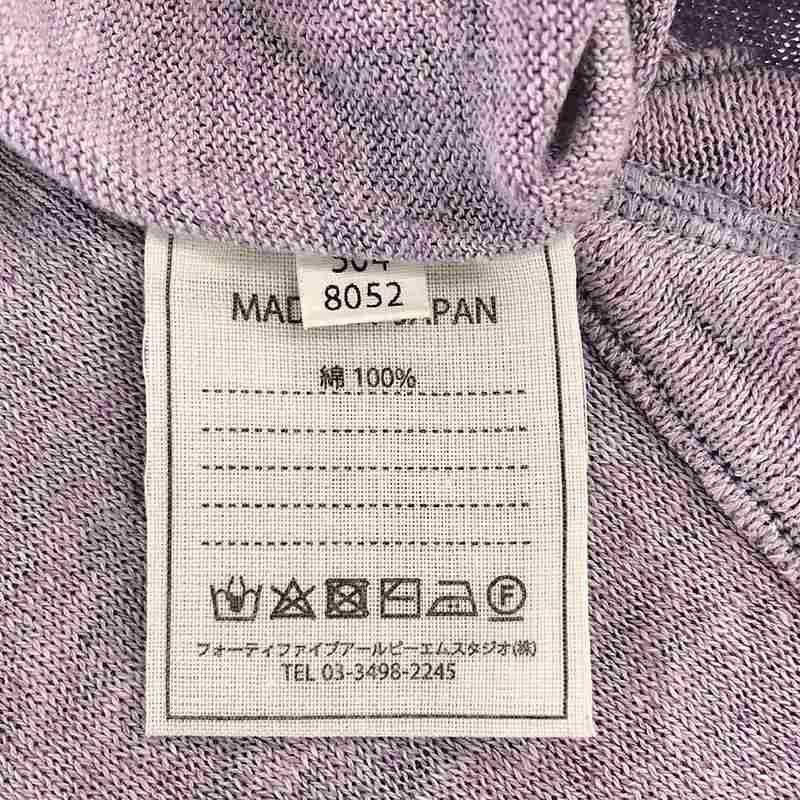 8052
MAD JAPAN
綿 100%
F
フォーティファイブアールピーエムスタジオ(株)
TEL 03-3498-2245